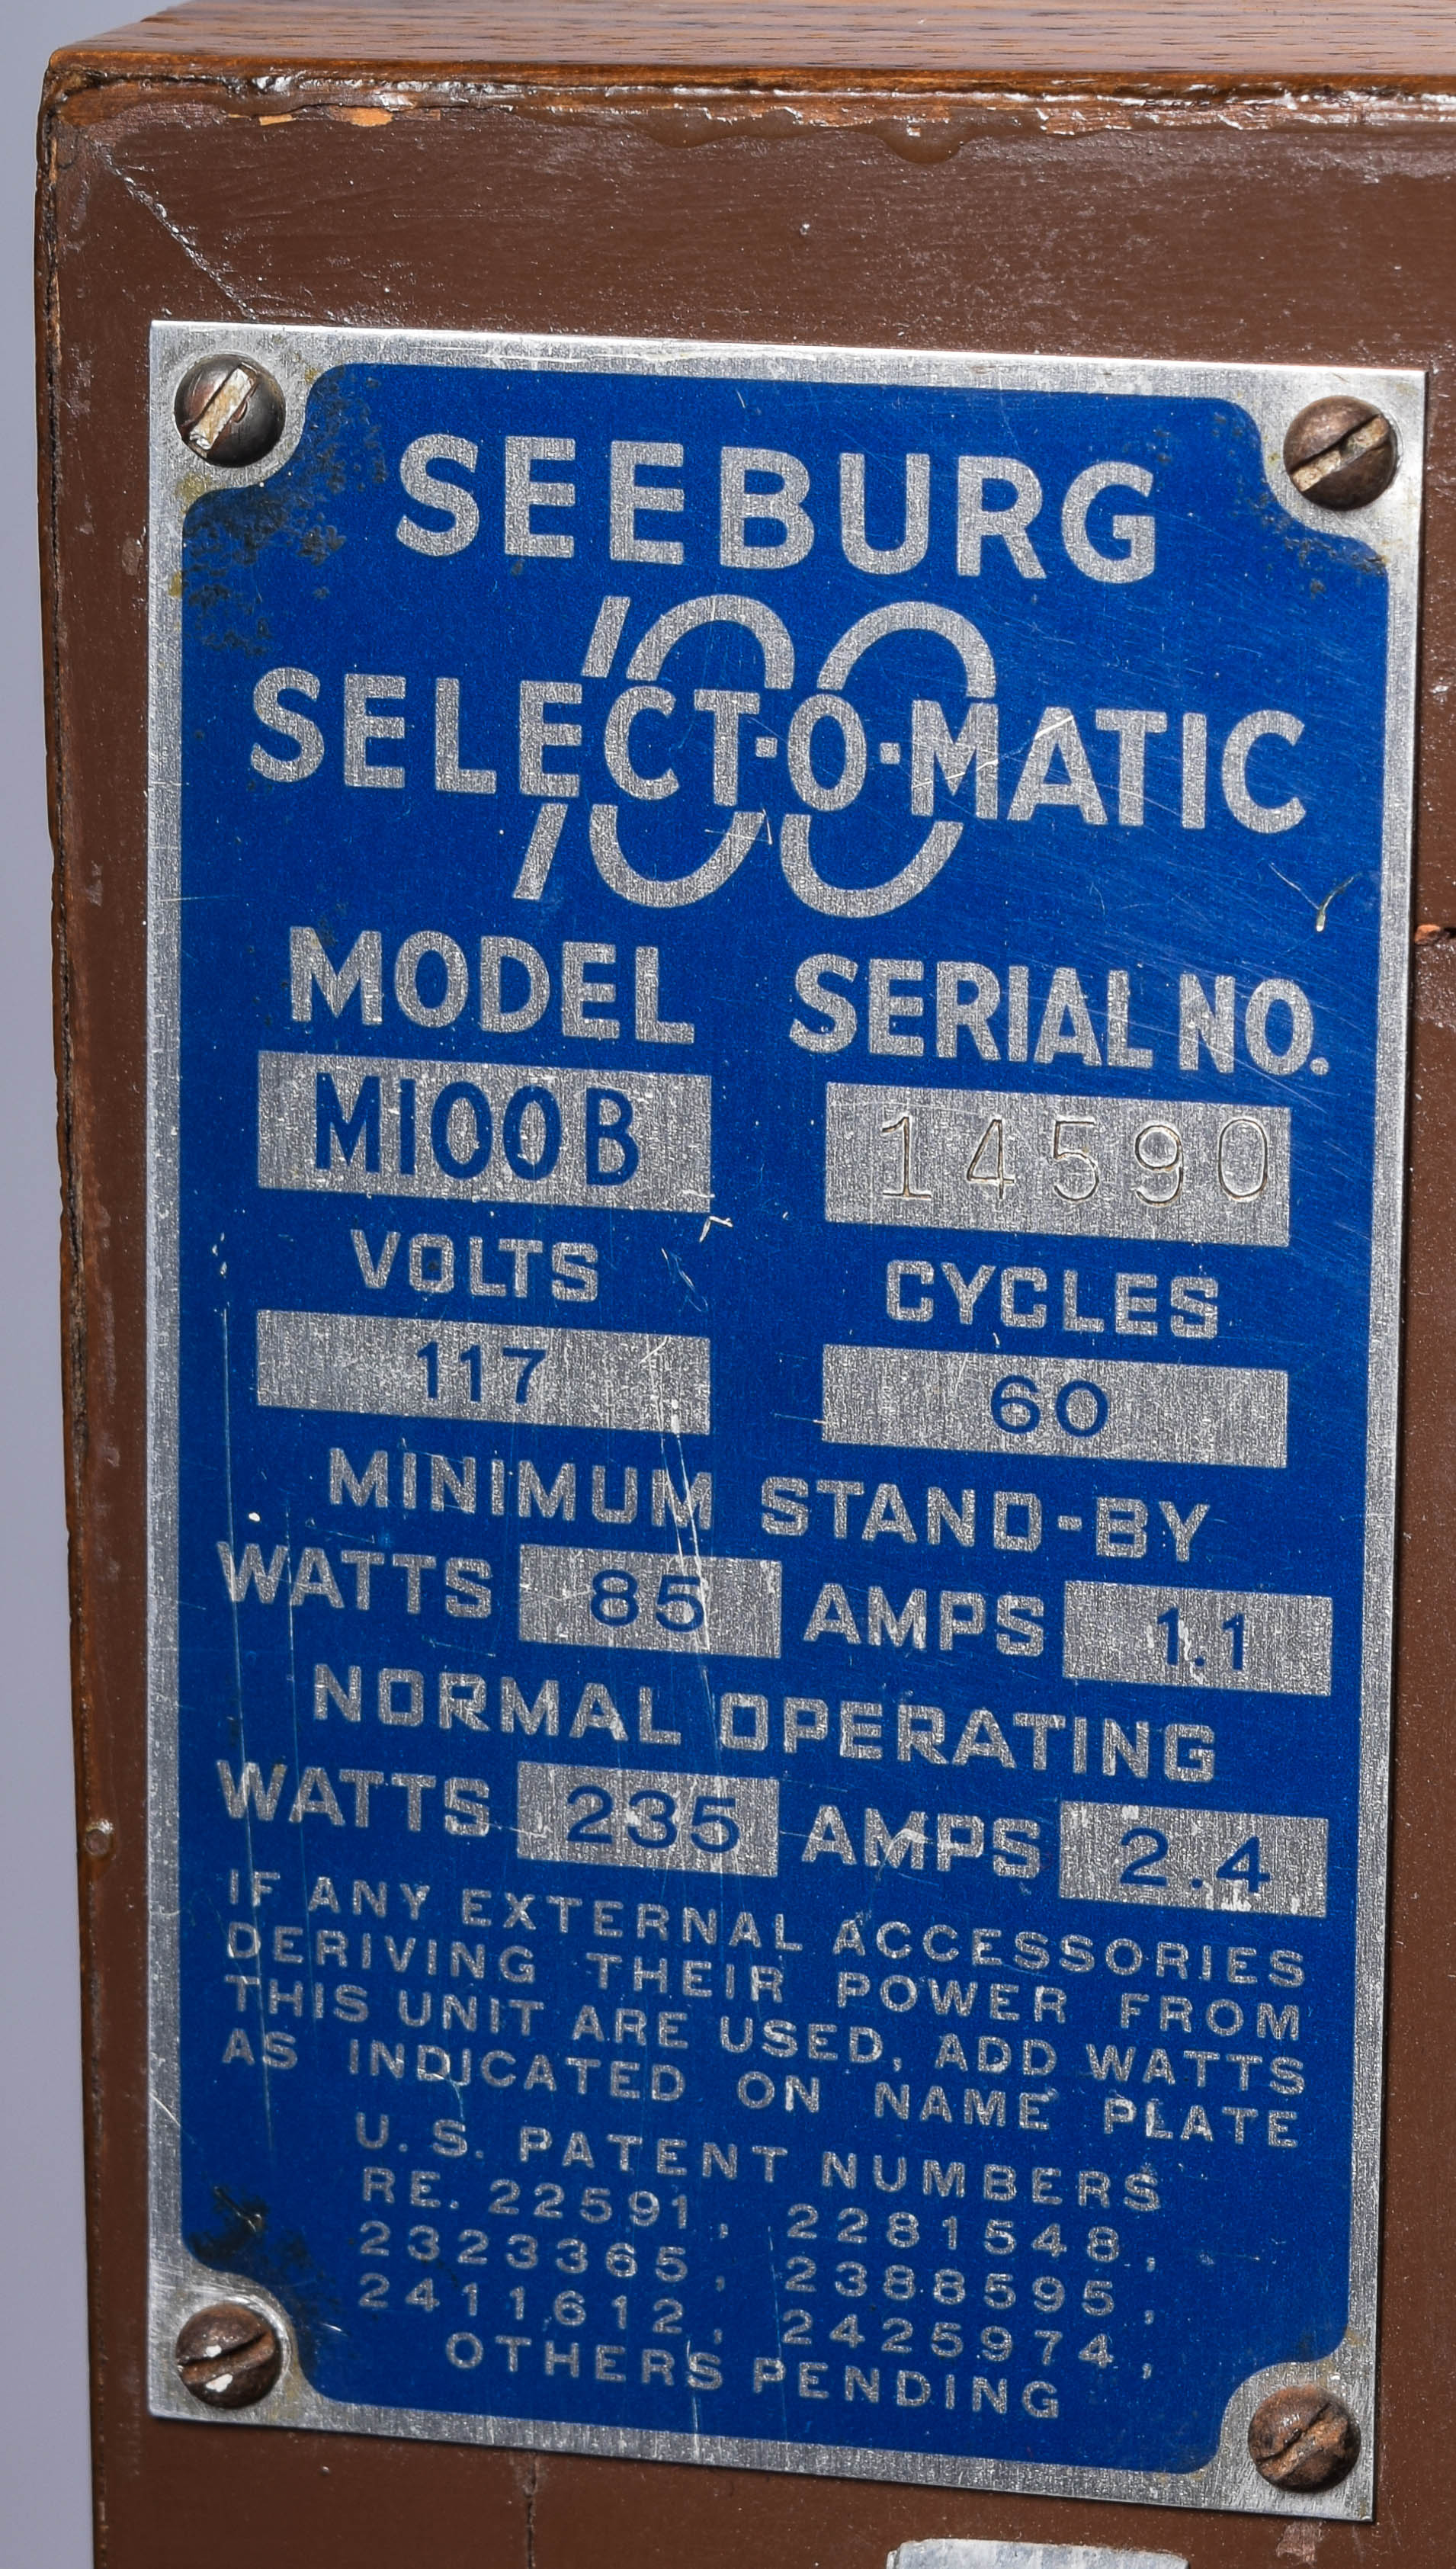 SEEBURG
100
SELECT·O·MATIC
MODEL SERIAL NO.
M100B 14590
VOLTS CYCLES
117 60
MINIMUM STAND-BY
WATTS 85 AMPS 1.1
NORMAL OPERATING
WATTS 235 AMPS 2.4
IF ANY EXTERNAL ACCESSORIES
DERIVING THEIR POWER FROM
THIS UNIT ARE USED, ADD WATTS
AS INDICATED ON NAME PLATE
U.S. PATENT NUMBERS
RE. 22591, 2281548,
2323365, 2388595,
2411612, 2425974,
OTHERS PENDING